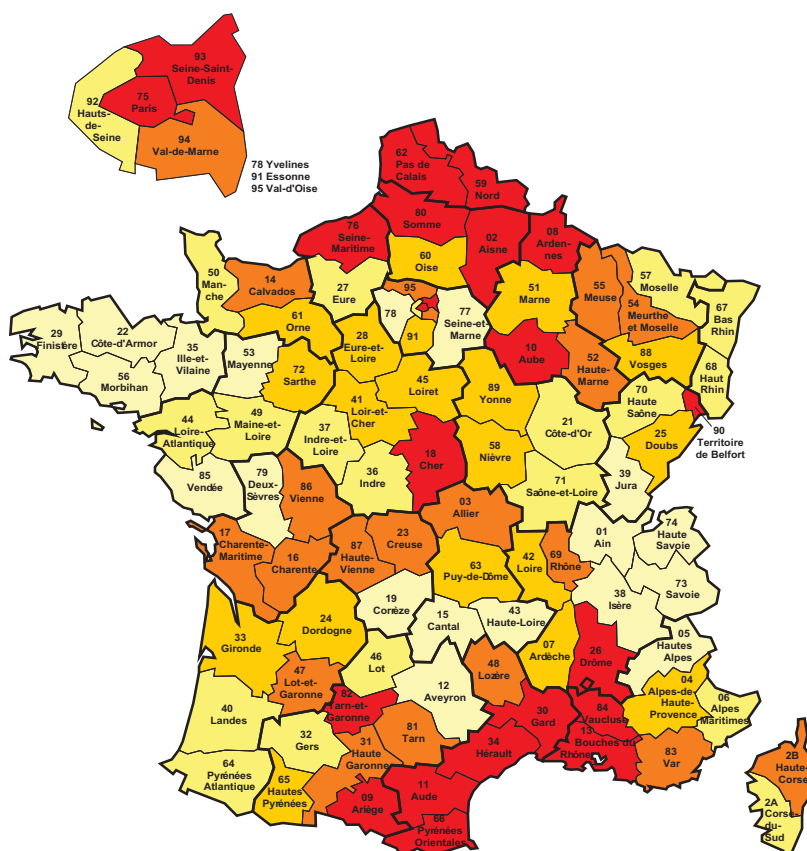 93
Seine-Saint-
Denis
92
Hauts-
de-
Seine
75
Paris
94
Val-de-Marne
78 Yvelines
91 Essonne
95 Val-d'Oise
62
Pas de
Calais
59
Nord
80
Somme
76
Seine-
Maritime
02
Aisne
08
Arden-
nes
60
Oise
50
Man-
che
14
Calvados
27
Eure
95
78
91
77
Seine-et-
Marne
51
Marne
55
Meuse
57
Moselle
54
Meurthe
et Moselle
67
Bas
Rhin
61
Orne
28
Eure-et-
Loire
10
Aube
52
Haute-
Marne
88
Vosges
68
Haut
Rhin
29
Finistère
22
Côte-d'Armor
35
Ille-et-
Vilaine
56
Morbihan
53
Mayenne
72
Sarthe
41
Loir-et-
Cher
45
Loiret
89
Yonne
70
Haute
Saône
90
Territoire
de Belfort
44
Loire-
Atlantique
49
Maine-et-
Loire
37
Indre-et-
Loire
18
Cher
58
Nièvre
21
Côte-d'Or
25
Doubs
85
Vendée
79
Deux-
Sèvres
86
Vienne
36
Indre
71
Saône-et-Loire
39
Jura
03
Allier
17
Charente-
Maritime
16
Charente
87
Haute-
Vienne
23
Creuse
63
Puy-de-Dôme
42
Loire
69
Rhône
01
Ain
74
Haute
Savoie
73
Savoie
38
Isère
19
Corèze
15
Cantal
43
Haute-Loire
33
Gironde
24
Dordogne
46
Lot
12
Aveyron
48
Lozère
07
Ardèche
26
Drôme
05
Hautes
Alpes
04
Alpes-de-
Haute-
Provence
06
Alpes
Maritimes
47
Lot-et-
Garonne
82
Tarn-et-
Garonne
40
Landes
32
Gers
81
Tarn
31
Haute
Garonne
30
Gard
84
Vaucluse
13
Bouches du
Rhône
83
Var
34
Hérault
64
Pyrénées
Atlantique
65
Hautes
Pyrénées
09
Ariége
11
Aude
66
Pyrénées
Orientales
2B
Haute-
Corse
2A
Corse-
du-
Sud